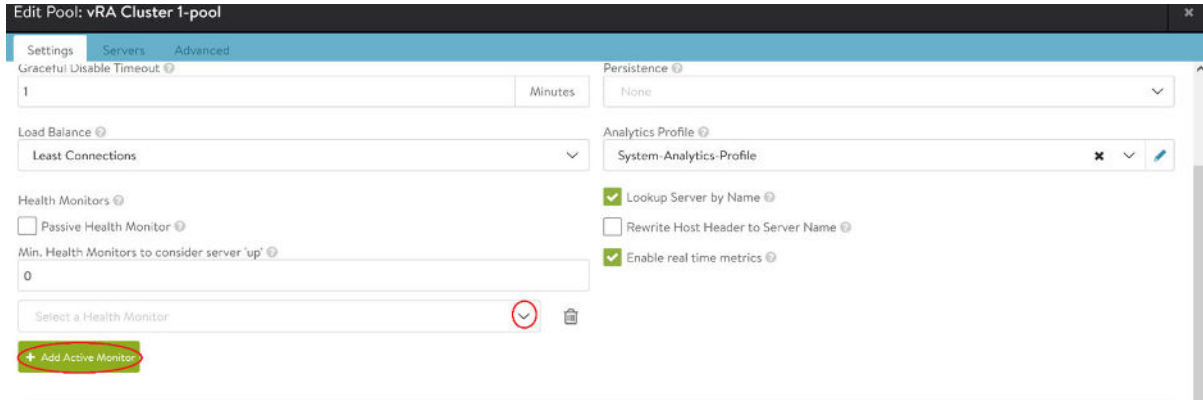 Edit Pool: vRA Cluster 1-pool
Settings Servers Advanced
Graceful Disable Timeout
1 Minutes
Persistence
None
Load Balance
Least Connections
Analytics Profile
System-Analytics-Profile
Health Monitors
Passive Health Monitor
Min. Health Monitors to consider server 'up'
0
Select a Health Monitor
+ Add Active Monitor
Lookup Server by Name
Rewrite Host Header to Server Name
Enable real time metrics